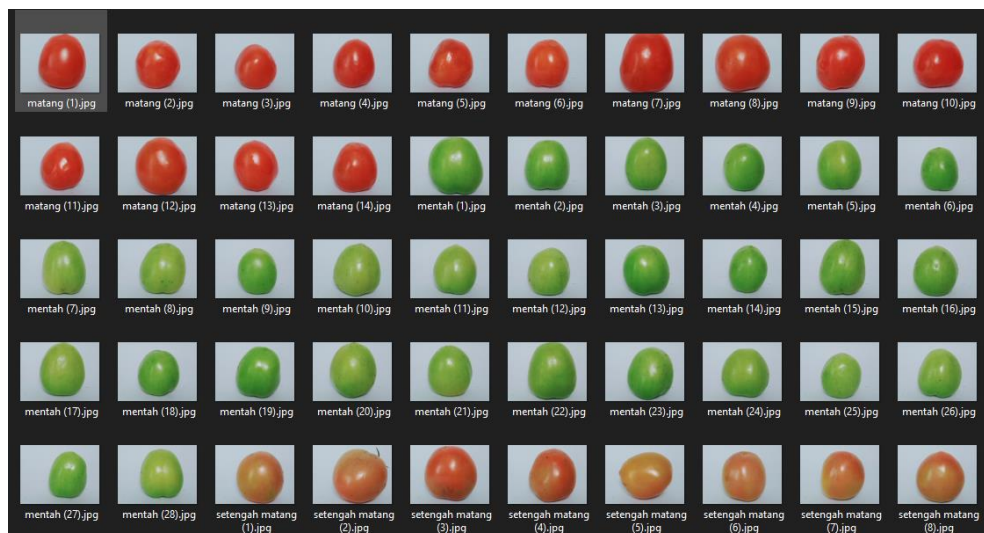 matang (1).jpg
matang (2).jpg
matang (3).jpg
matang (4).jpg
matang (5).jpg
matang (6).jpg
matang (7).jpg
matang (8).jpg
matang (9).jpg
matang (10).jpg
matang (11).jpg
matang (12).jpg
matang (13).jpg
matang (14).jpg
mentah (1).jpg
mentah (2).jpg
mentah (3).jpg
mentah (4).jpg
mentah (5).jpg
mentah (6).jpg
mentah (7).jpg
mentah (8).jpg
mentah (9).jpg
mentah (10).jpg
mentah (11).jpg
mentah (12).jpg
mentah (13).jpg
mentah (14).jpg
mentah (15).jpg
mentah (16).jpg
mentah (17).jpg
mentah (18).jpg
mentah (19).jpg
mentah (20).jpg
mentah (21).jpg
mentah (22).jpg
mentah (23).jpg
mentah (24).jpg
mentah (25).jpg
mentah (26).jpg
mentah (27).jpg
mentah (28).jpg
setengah matang
(1).jpg
setengah matang
(2).jpg
setengah matang
(3).jpg
setengah matang
(4).jpg
setengah matang
(5).jpg
setengah matang
(6).jpg
setengah matang
(7).jpg
setengah matang
(8).jpg